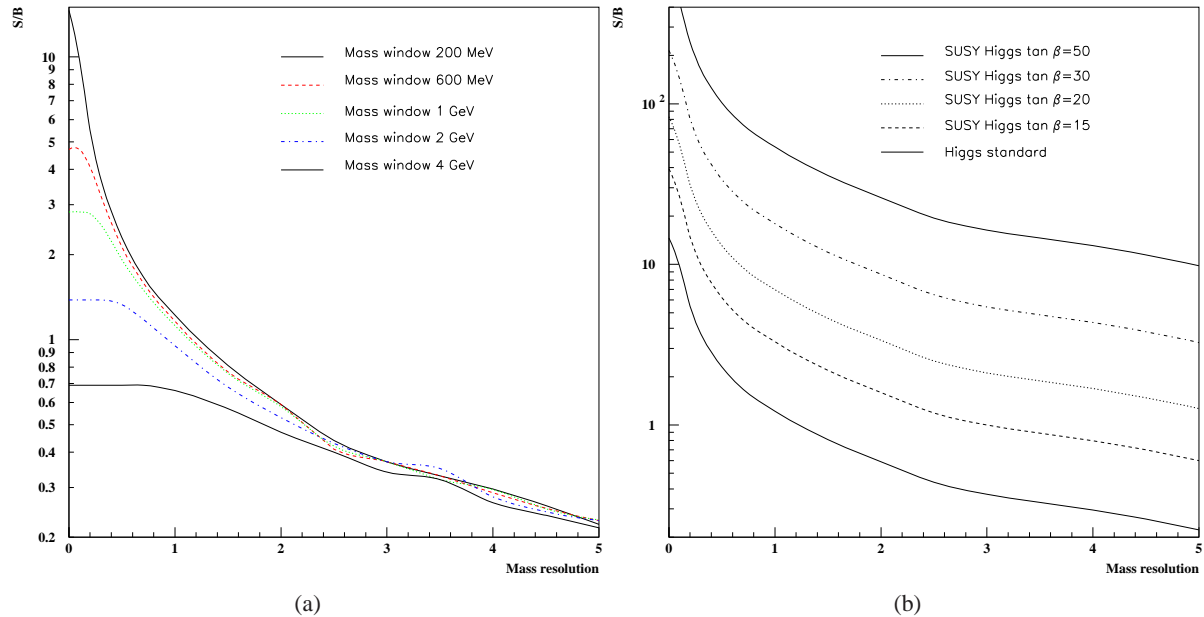 S/B
10
9
8
7
6
5
4
3
2
1
0.9
0.8
0.7
0.6
0.5
0.4
0.3
0.2
0
1
2
3
4
5
Mass resolution
Mass window 200 MeV
Mass window 600 MeV
Mass window 1 GeV
Mass window 2 GeV
Mass window 4 GeV
(a)
S/B
10 2
10
1
0
1
2
3
4
5
Mass resolution
SUSY Higgs tan β=50
SUSY Higgs tan β=30
SUSY Higgs tan β=20
SUSY Higgs tan β=15
Higgs standard
(b)